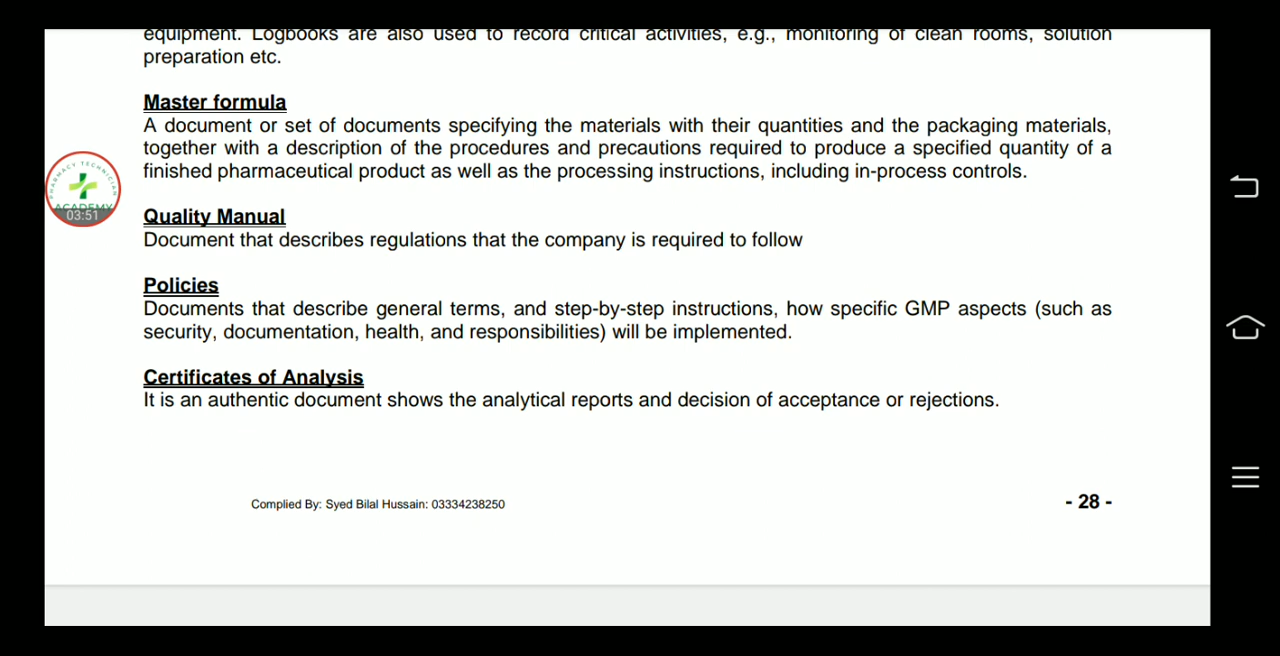 equipment. Logbooks are also used to record critical activities, e.g., monitoring of clean rooms, solution
preparation etc.
Master formula
A document or set of documents specifying the materials with their quantities and the packaging materials,
together with a description of the procedures and precautions required to produce a specified quantity of a
finished pharmaceutical product as well as the processing instructions, including in-process controls.
PHARMACY TECHNICIAN
ACADEMY
03:51
Quality Manual
Document that describes regulations that the company is required to follow
Policies
Documents that describe general terms, and step-by-step instructions, how specific GMP aspects (such as
security, documentation, health, and responsibilities) will be implemented.
Certificates of Analysis
It is an authentic document shows the analytical reports and decision of acceptance or rejections.
Complied By: Syed Bilal Hussain: 03334238250
- 28 -